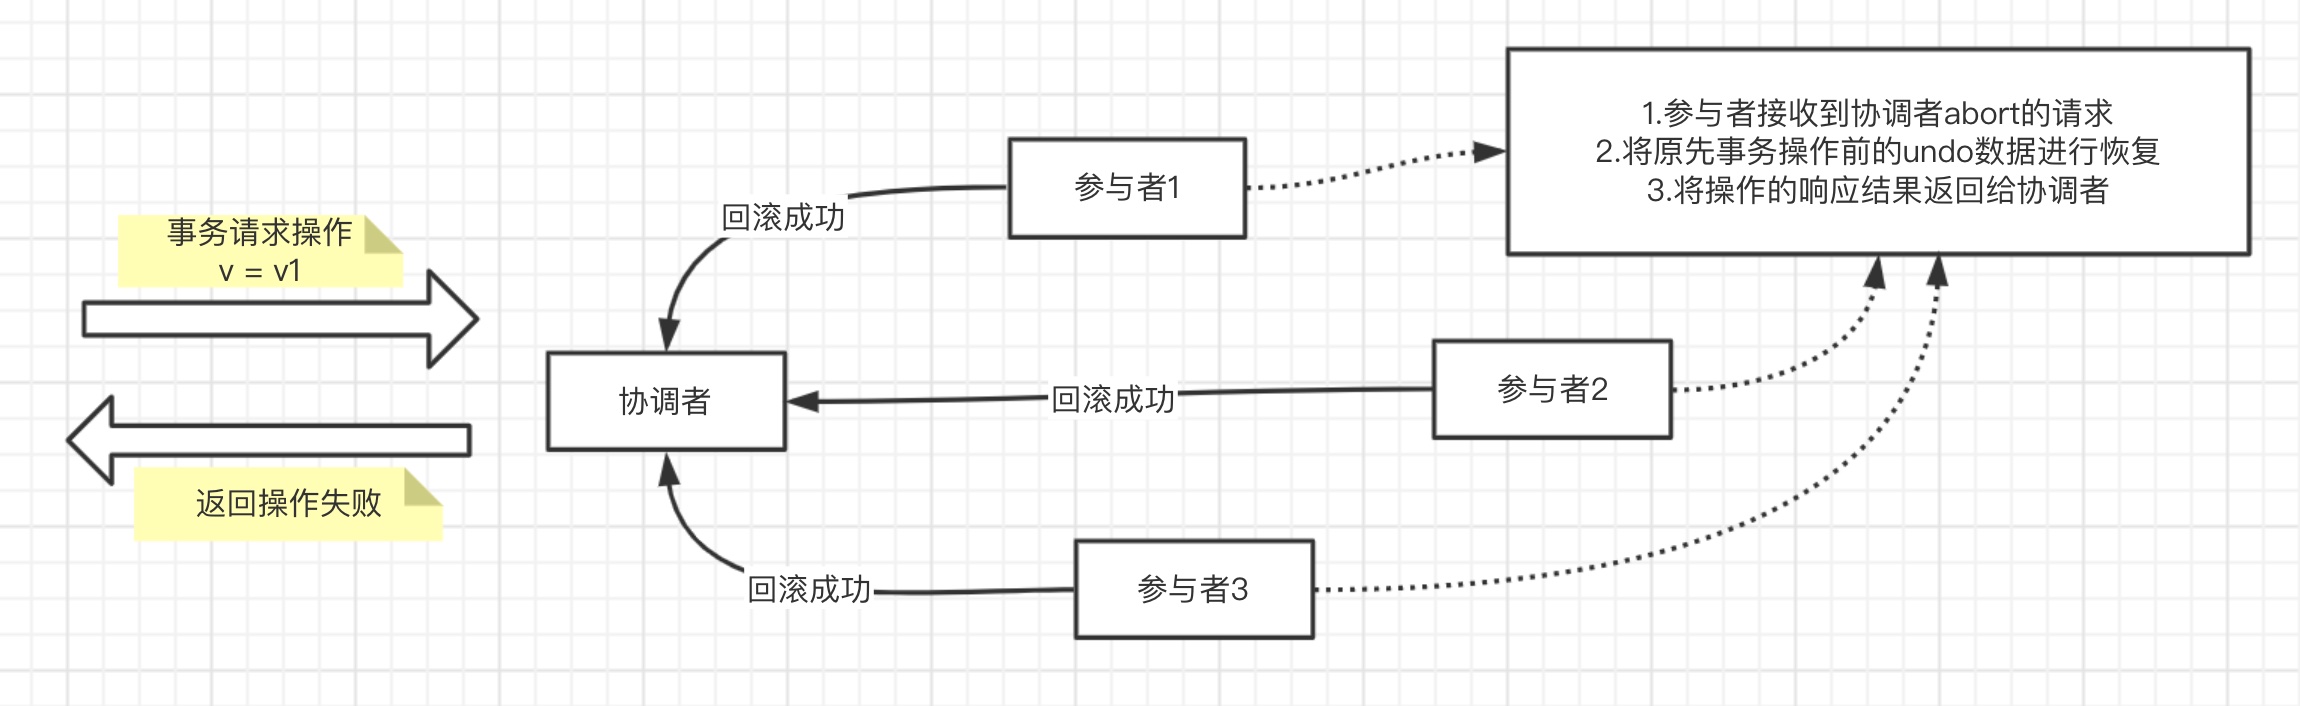 事务请求操作
v = v1
返回操作失败
协调者
回滚成功
参与者1
回滚成功
参与者2
回滚成功
参与者3
1.参与者接收到协调者abort的请求
2.将原先事务操作前的undo数据进行恢复
3.将操作的响应结果返回给协调者